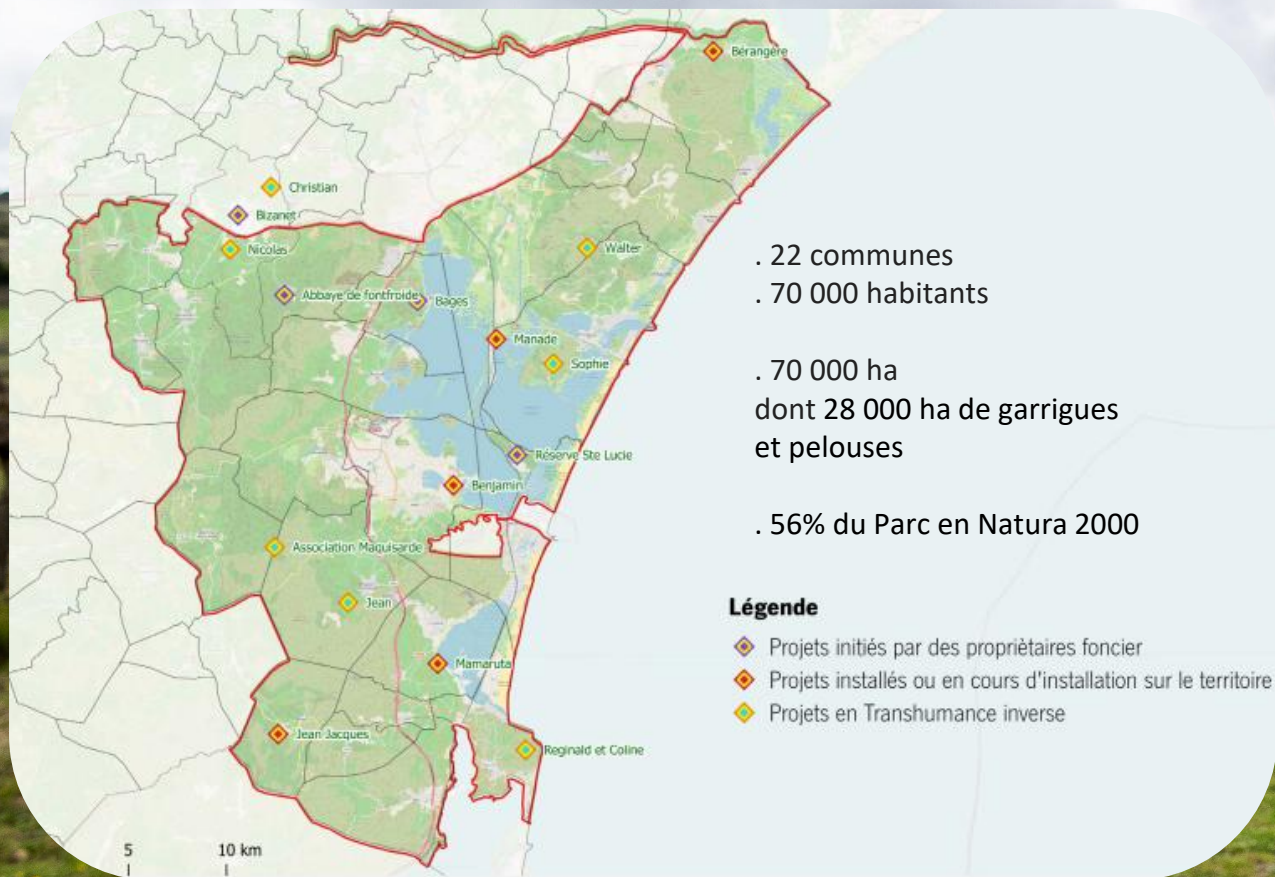 Bérangère
Christian
Bizanet
Nicolas
Walter
Abbaye de fontfroide
Bages
Manade
Sophie
Réserve Ste Lucie
Benjamin
Association Maquisarde
Jean
Mamaruta
Jean Jacques
Reginald et Coline
5 10 km
. 22 communes
. 70 000 habitants
. 70 000 ha
dont 28 000 ha de garrigues
et pelouses
. 56% du Parc en Natura 2000
Légende
Projets initiés par des propriètaires foncier
Projets installés ou en cours d'installation sur le territoire
Projets en Transhumance inverse